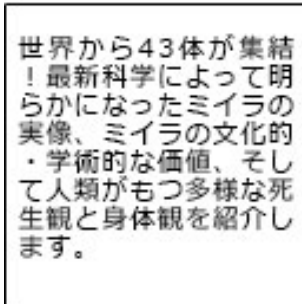 世界から43体が集結
！最新科学によって明
らかになったミイラの
実像、ミイラの文化的
・学術的な価値、そし
て人類がもつ多様な死
生観と身体観を紹介し
ます。